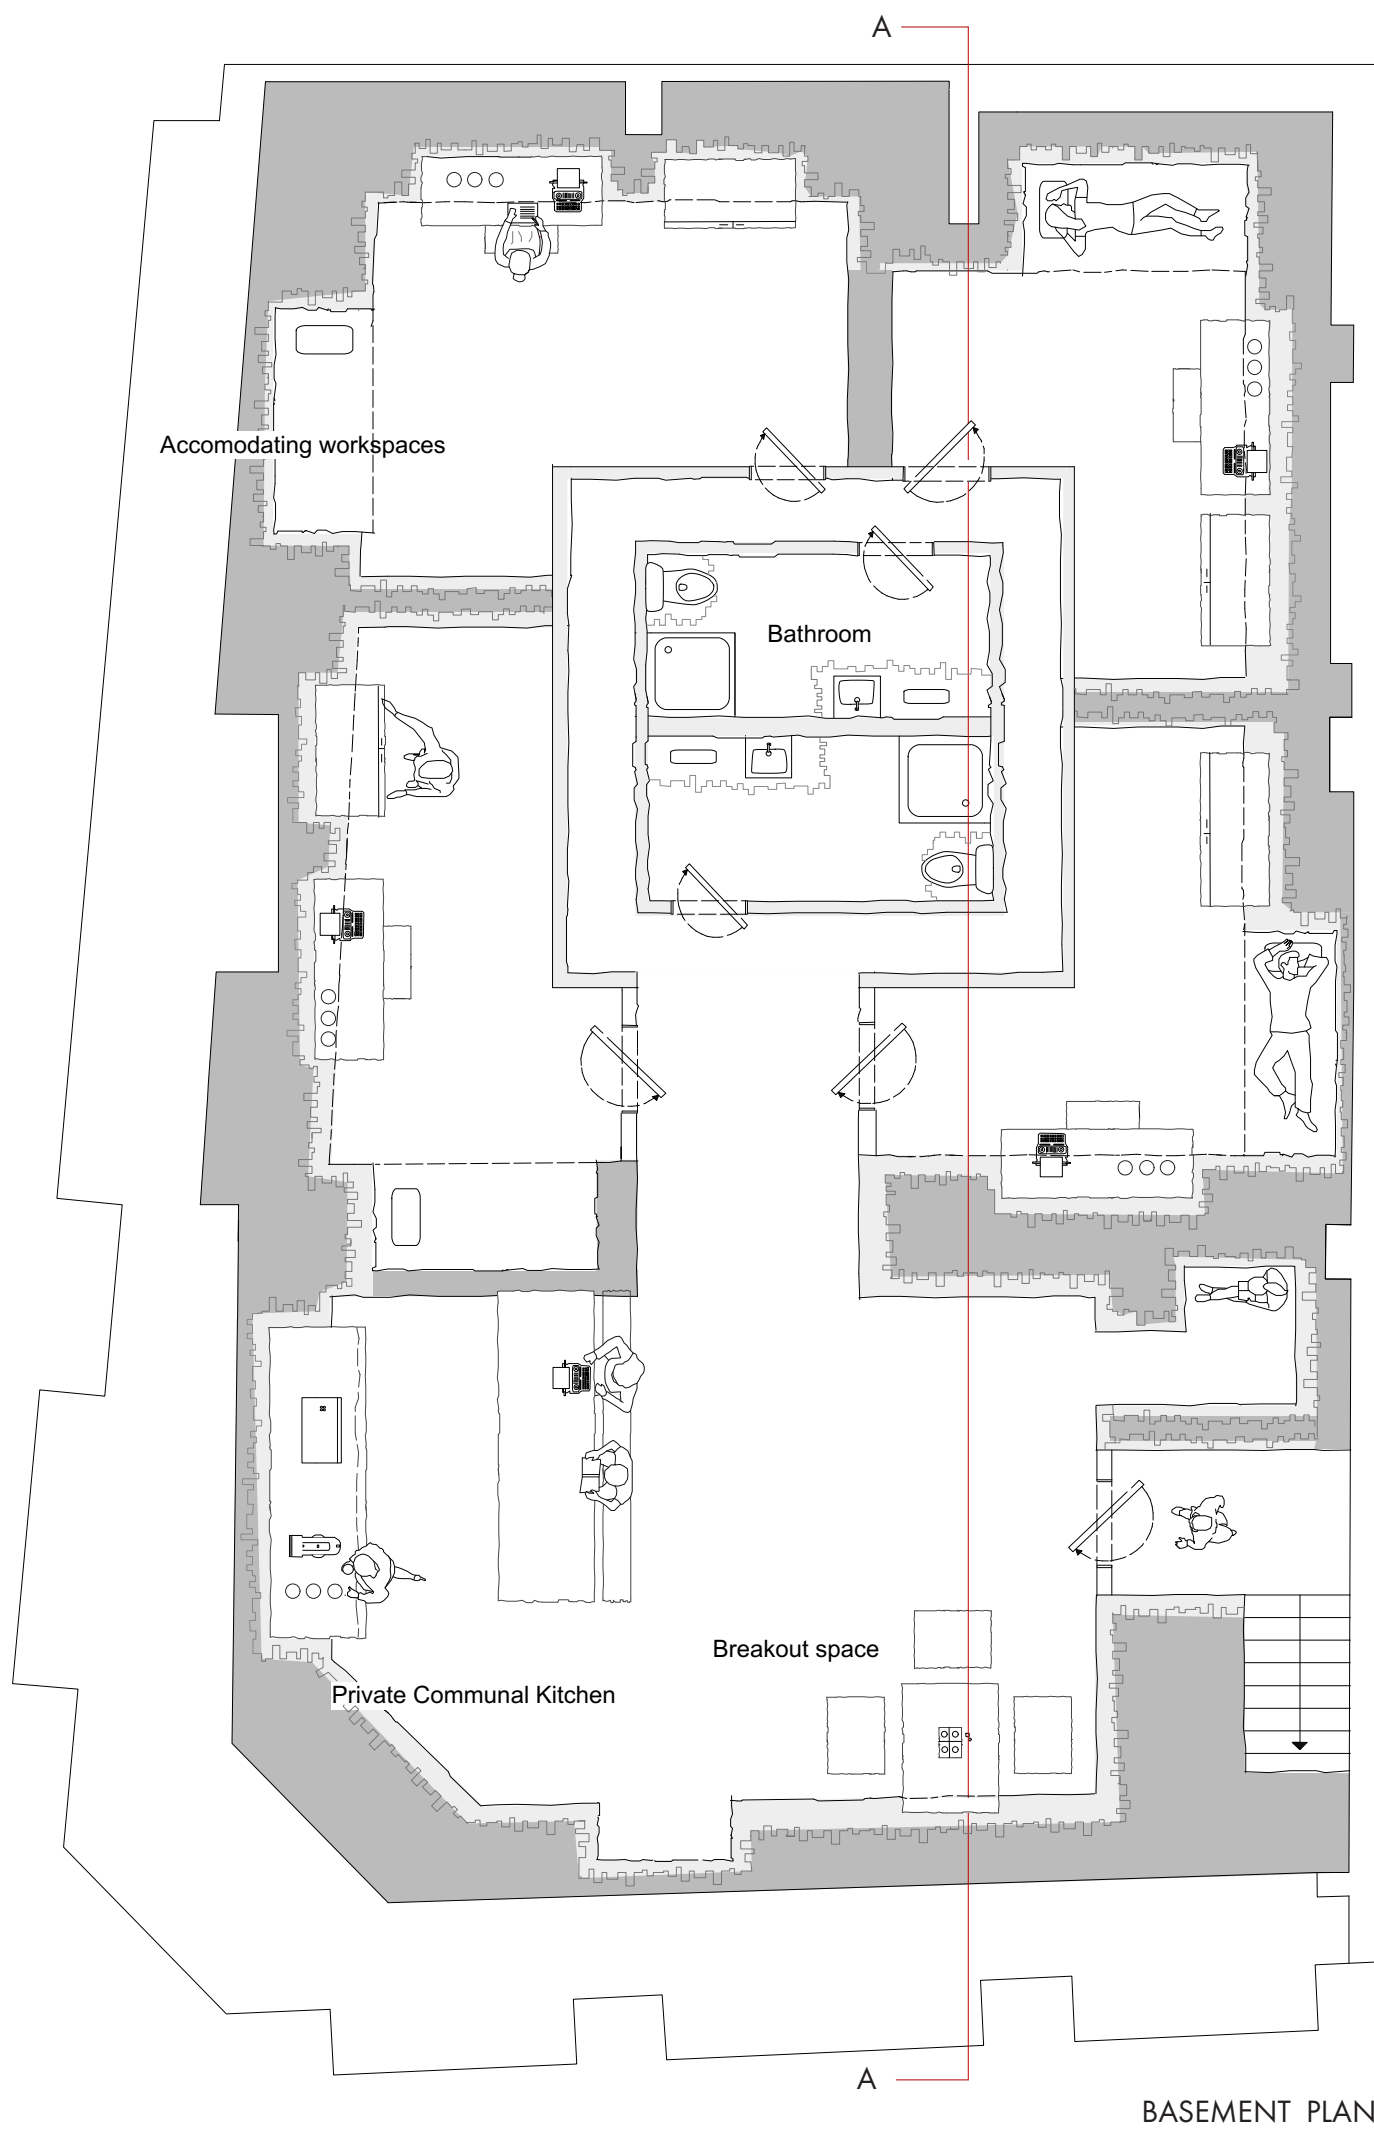 A
Accomodating workspaces
Bathroom
Breakout space
Private Communal Kitchen
A
BASEMENT PLAN